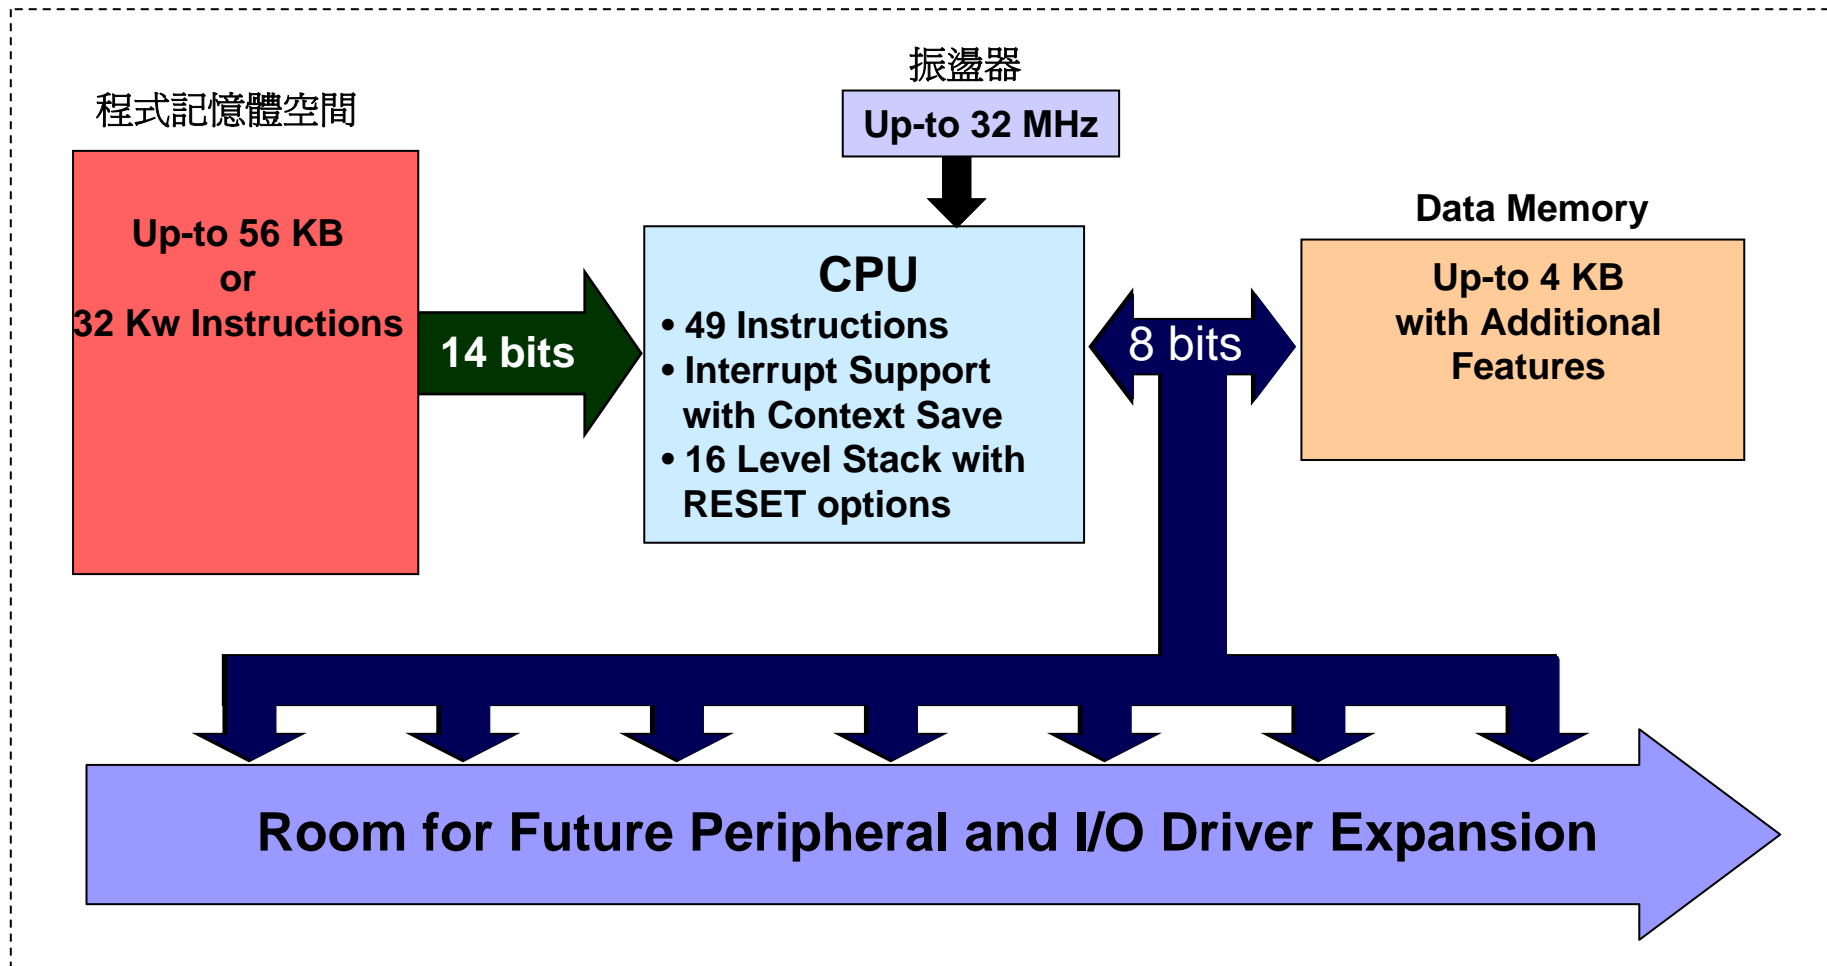 振盪器
Up-to 32 MHz
程式記憶體空間
Up-to 56 KB
or
32 Kw Instructions
14 bits
CPU
• 49 Instructions
• Interrupt Support
with Context Save
• 16 Level Stack with
RESET options
8 bits
Data Memory
Up-to 4 KB
with Additional
Features
Room for Future Peripheral and I/O Driver Expansion